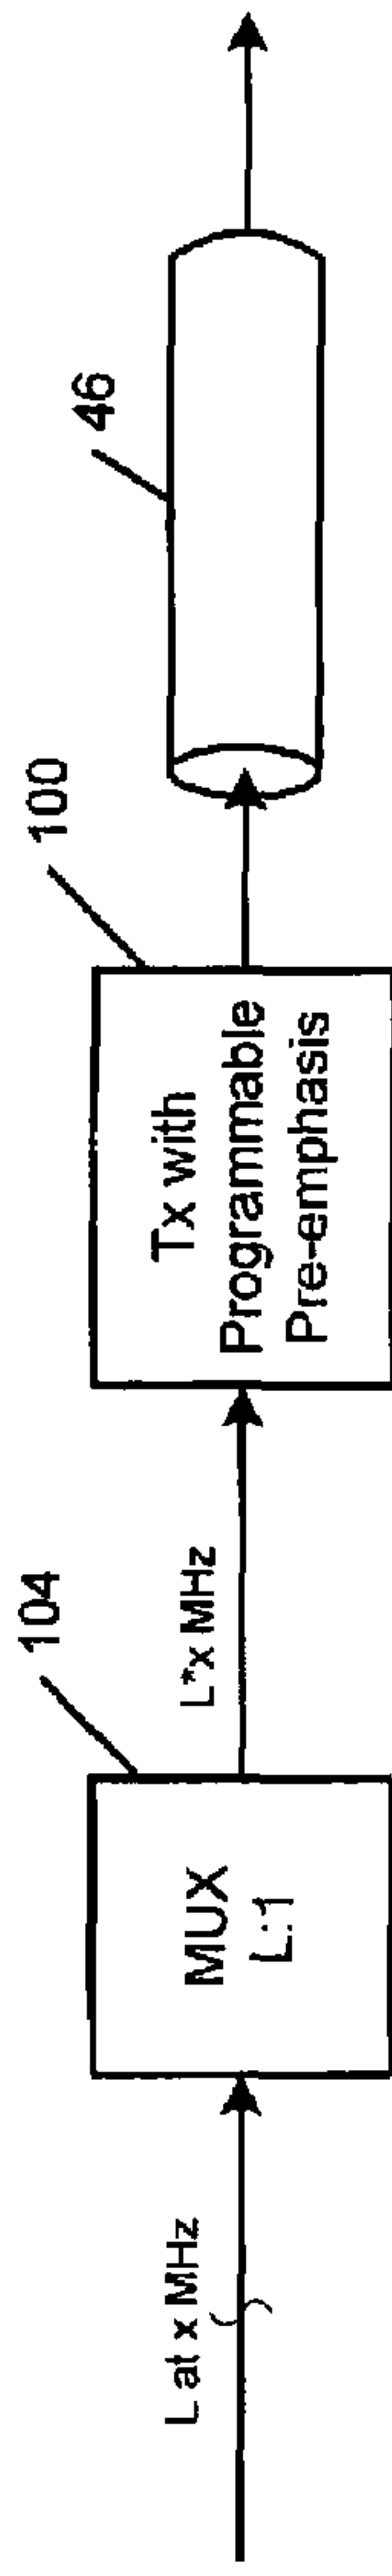 L at x MHz
MUX
L:1
104
L*x MHz
Tx with
Programmable
Pre-emphasis
100
46